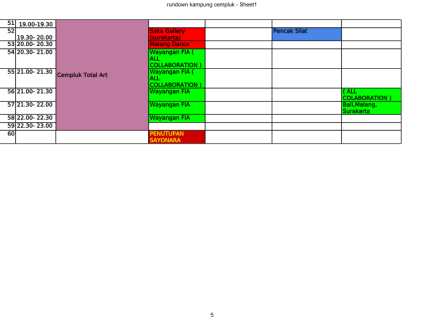 rundown kampung cempluk - Sheet1
51 19.00-19.30
52 19.30- 20.00 Saka Gallery (surakarta) Pencak Silat
53 20.00- 20.30 Malang Dance
54 20.30- 21.00 Wayangan FIA ( ALL COLLABORATION )
55 21.00- 21.30 Cempluk Total Art Wayangan FIA ( ALL COLLABORATION )
56 21.00- 21.30 Wayangan FIA ( ALL COLABORATION )
57 21.30- 22.00 Wayangan FIA Bali,Malang, Surakarta
58 22.00- 22.30 Wayangan FIA
59 22.30- 23.00
60 PENUTUPAN SAYONARA
5